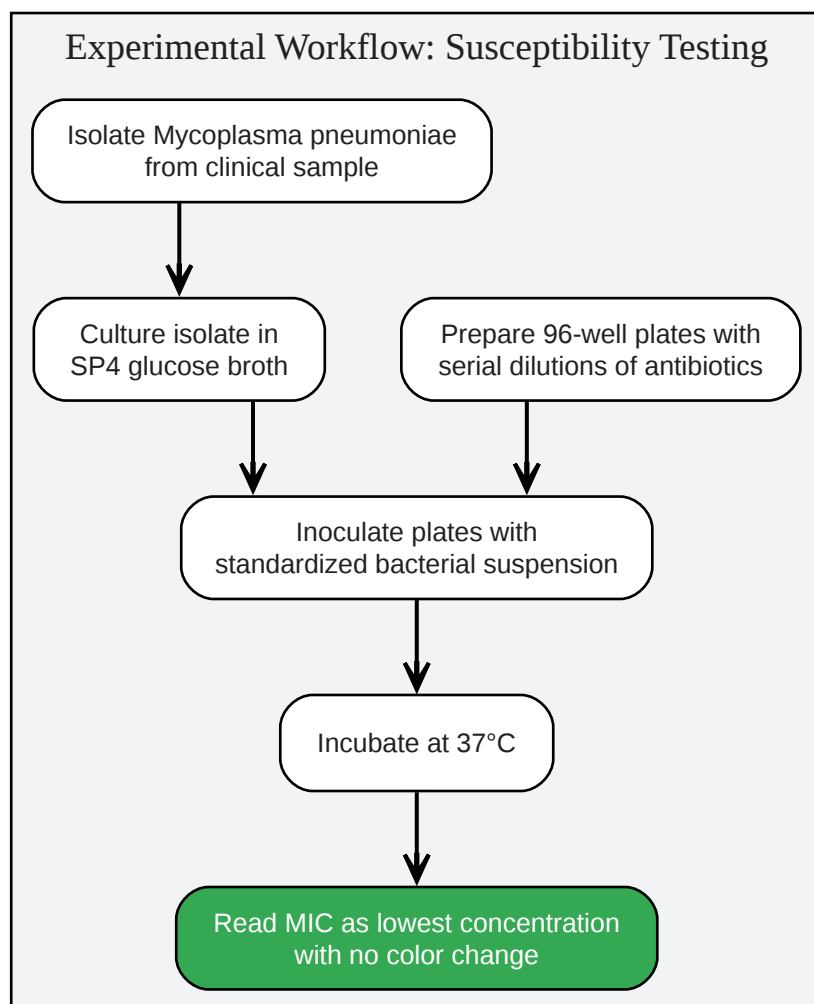 Experimental Workflow: Susceptibility Testing
Isolate Mycoplasma pneumoniae
from clinical sample
Culture isolate in
SP4 glucose broth
Prepare 96-well plates with
serial dilutions of antibiotics
Inoculate plates with
standardized bacterial suspension
Incubate at 37°C
Read MIC as lowest concentration
with no color change